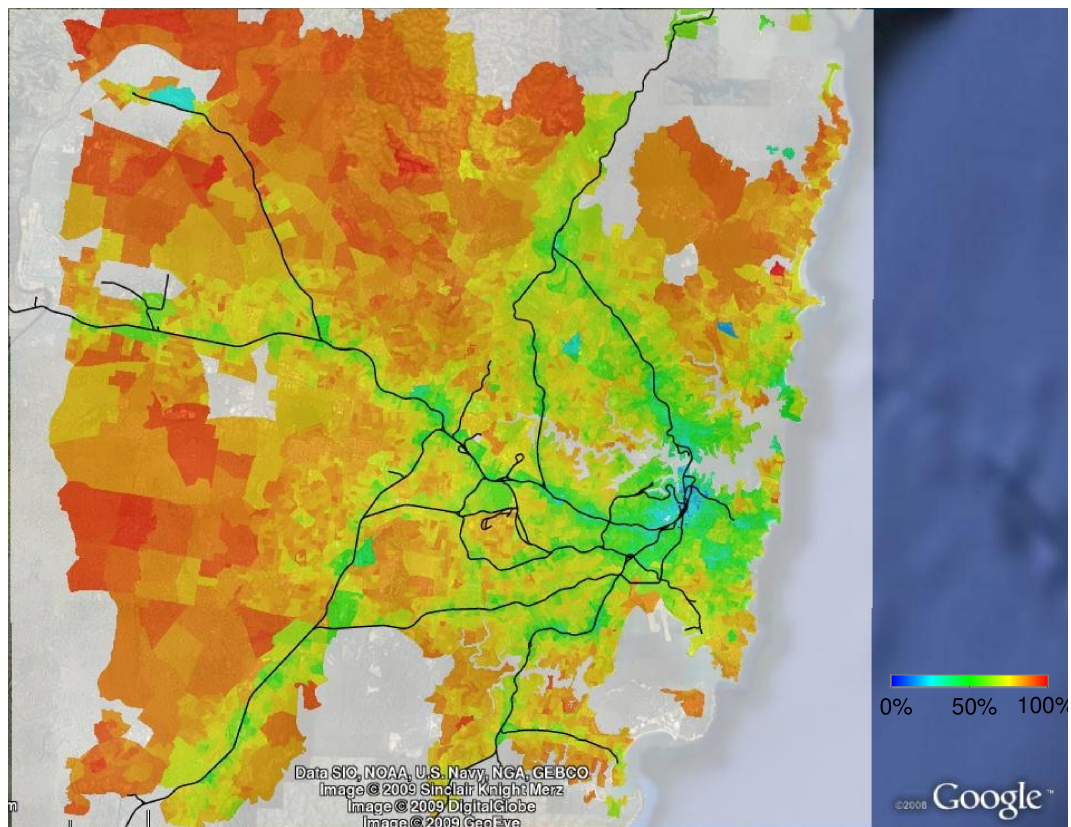 0% 50% 100%
Data SIO, NOAA, U.S. Navy, NGA, GEBCO
Image © 2009 Sinclair Knight Merz
Image © 2009 DigitalGlobe
Image © 2009 GeoEye
m
©2008 Google™